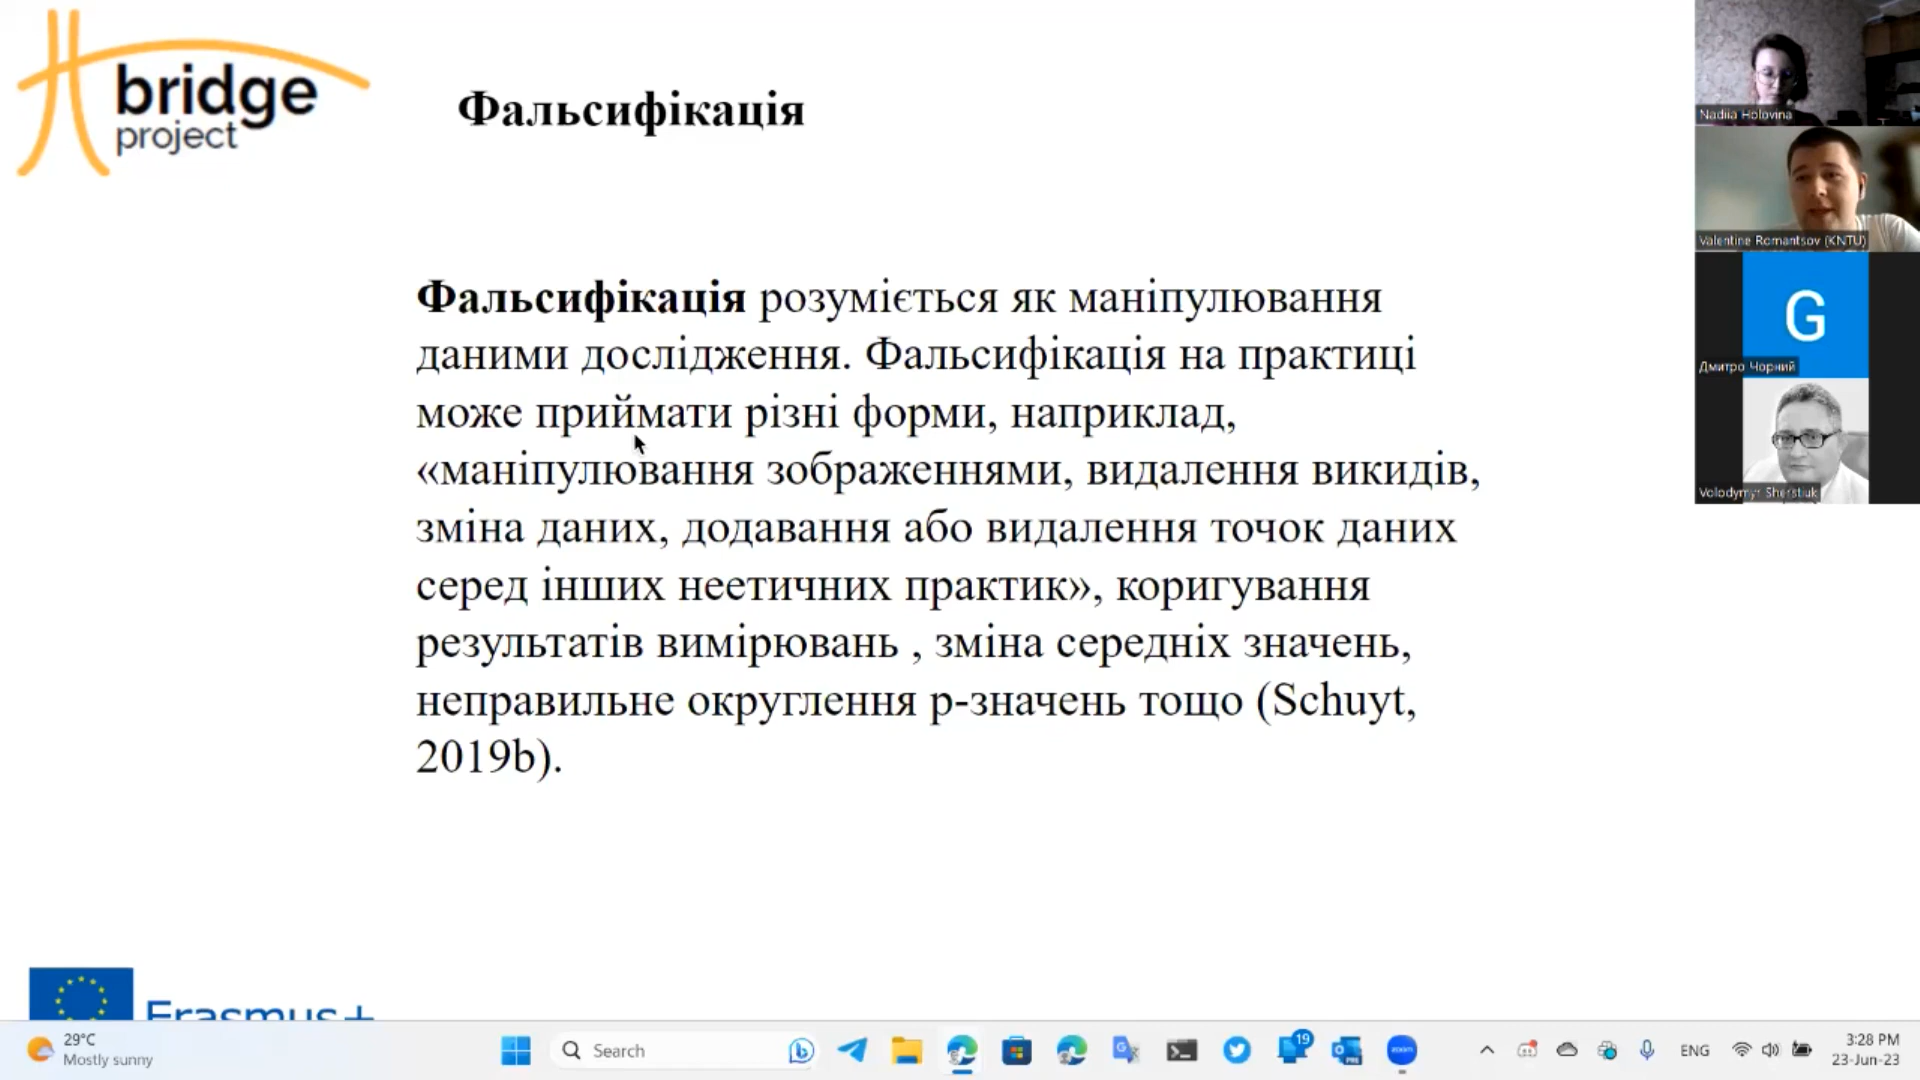 bridge
project
Фальсифікація
Фальсифікація розуміється як маніпулювання
даними дослідження. Фальсифікація на практиці
може приймати різні форми, наприклад,
«маніпулювання зображеннями, видалення викидів,
зміна даних, додавання або видалення точок даних
серед інших неетичних практик», коригування
результатів вимірювань , зміна середніх значень,
неправильне округлення р-значень тощо (Schuyt,
2019b).
Nadiia Holovina
Valentine Romantsov (KNTU)
G
Дмитро Чорний
Volodymyr Sherstiuk
Erasmus+
29°C
Mostly sunny
Search
19
zoom
ENG
3:28 PM
23-Jun-23